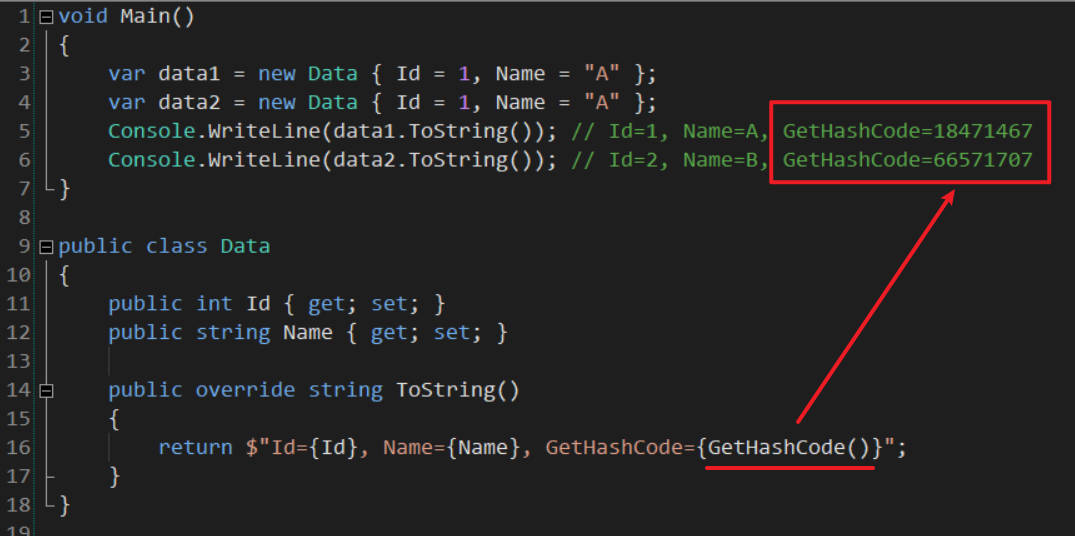 1 void Main()
2 {
3 var data1 = new Data { Id = 1, Name = "A" };
4 var data2 = new Data { Id = 1, Name = "A" };
5 Console.WriteLine(data1.ToString()); // Id=1, Name=A, GetHashCode=18471467
6 Console.WriteLine(data2.ToString()); // Id=2, Name=B, GetHashCode=66571707
7 }
8
9 public class Data
10 {
11 public int Id { get; set; }
12 public string Name { get; set; }
13
14 public override string ToString()
15 {
16 return $"Id={Id}, Name={Name}, GetHashCode={GetHashCode()}";
17 }
18 }
19